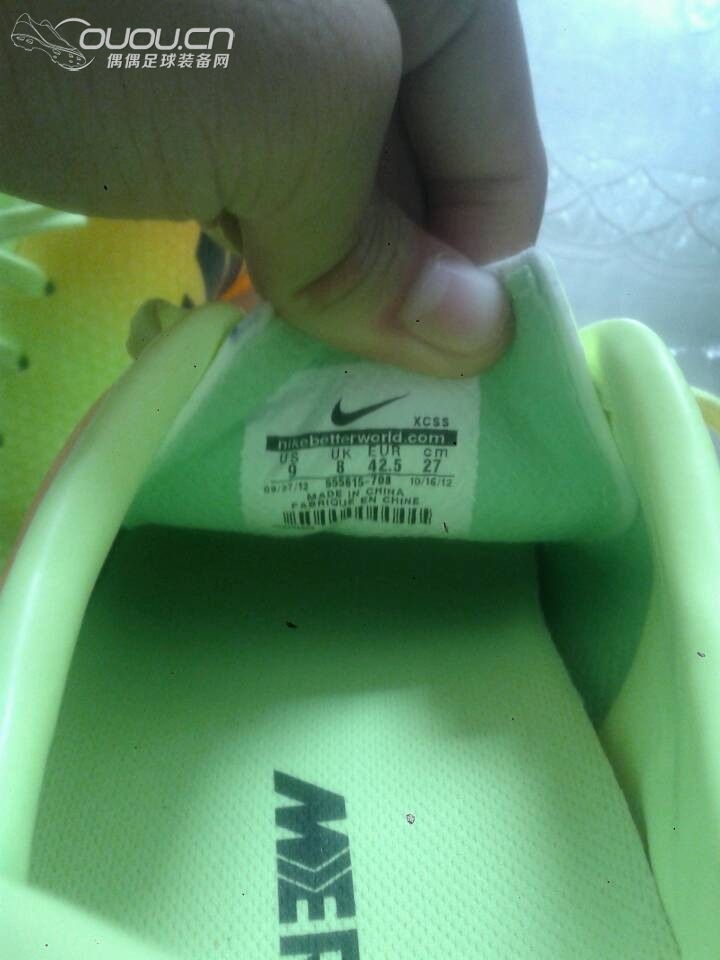 OUOU.CN
偶偶足球装备网
XCSS
nikebetterworld.com
US UK EUR cm
9 8 42.5 27
09/27/12 555615-708 10/16/12
MADE IN CHINA
FABRIQUE EN CHINE
MER